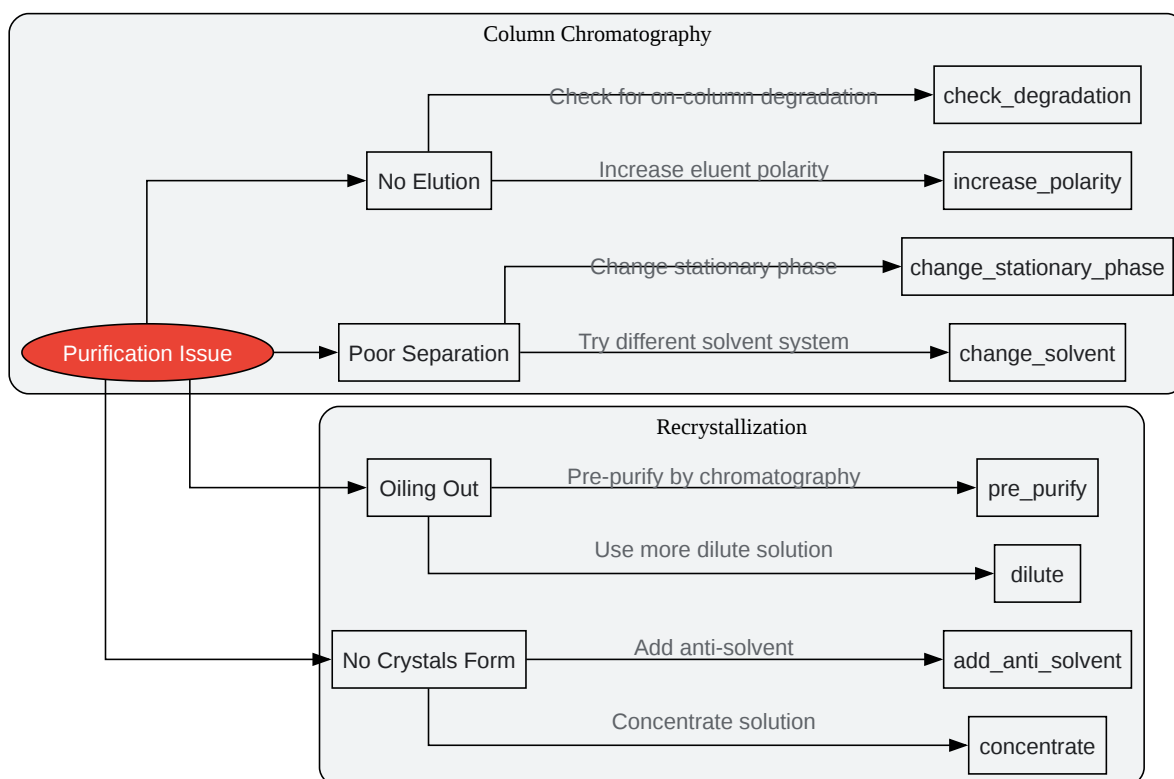 Column Chromatography
Check for on-column degradation
check_degradation
No Elution
Increase eluent polarity
increase_polarity
Change stationary phase
change_stationary_phase
Purification Issue
Poor Separation
Try different solvent system
change_solvent
Recrystallization
Oiling Out
Pre-purify by chromatography
pre_purify
Use more dilute solution
dilute
No Crystals Form
Add anti-solvent
add_anti_solvent
Concentrate solution
concentrate